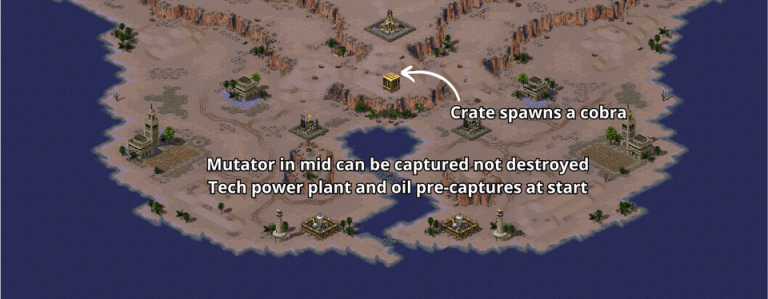 Crate spawns a cobra
Mutator in mid can be captured not destroyed
Tech power plant and oil pre-captures at start